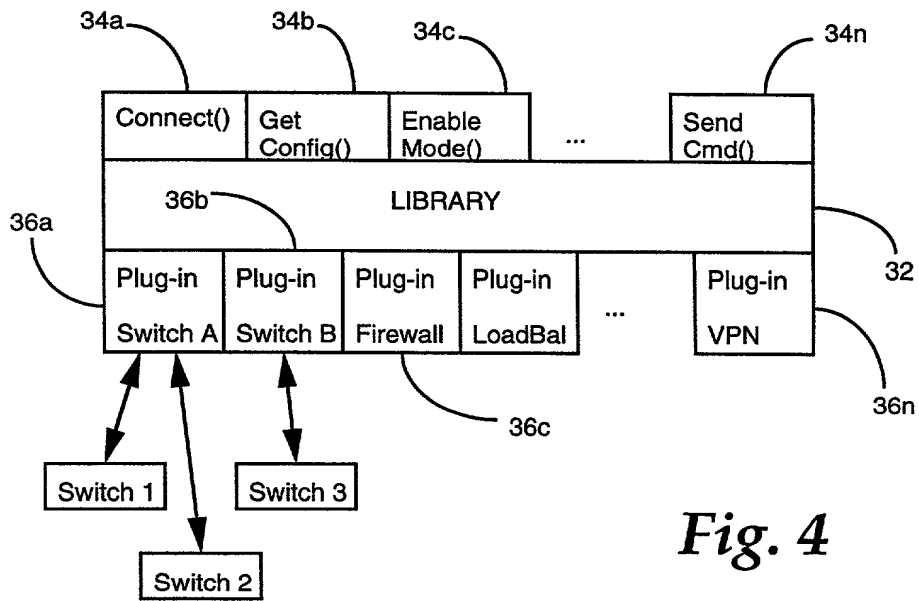 34a
34b
34c
34n
Connect()
Get
Config()
Enable
Mode()
...
Send
Cmd()
LIBRARY
36a
36b
32
Plug-in
Switch A
Plug-in
Switch B
Plug-in
Firewall
Plug-in
LoadBal
...
Plug-in
VPN
36c
36n
Switch 1
Switch 3
Switch 2
Fig. 4